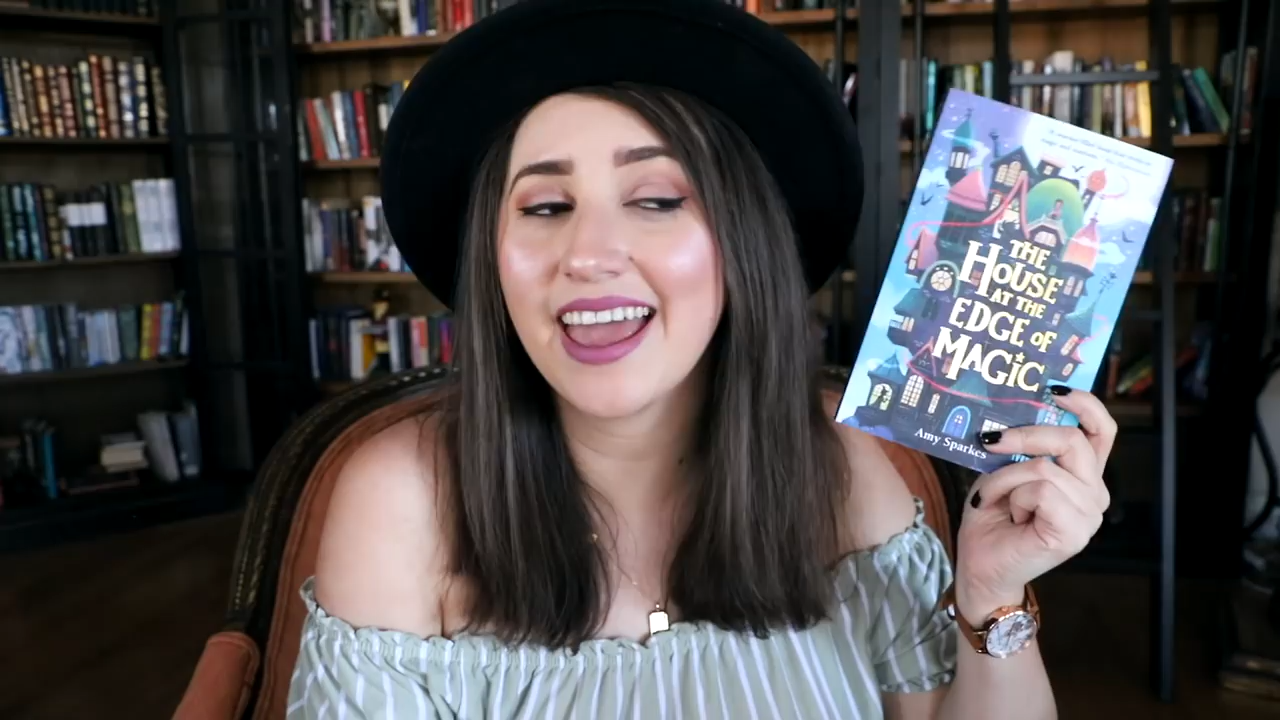 THE
HOUSE
AT THE
EDGE OF
MAGIC
Amy Sparkes